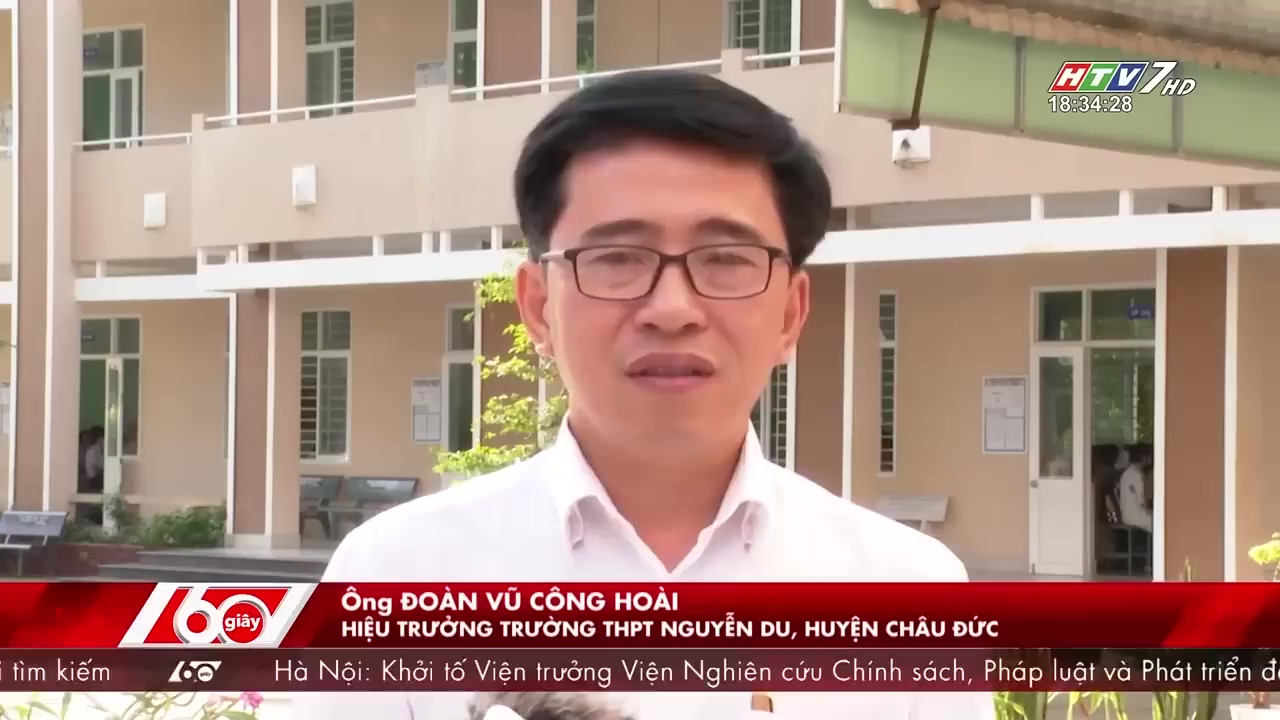 HTV7 HD
18:34:28
60 giây
Ông ĐOÀN VŨ CÔNG HOÀI
HIỆU TRƯỞNG TRƯỜNG THPT NGUYỄN DU, HUYỆN CHÂU ĐỨC
i tìm kiếm 60 giây Hà Nội: Khởi tố Viện trưởng Viện Nghiên cứu Chính sách, Pháp luật và Phát triển